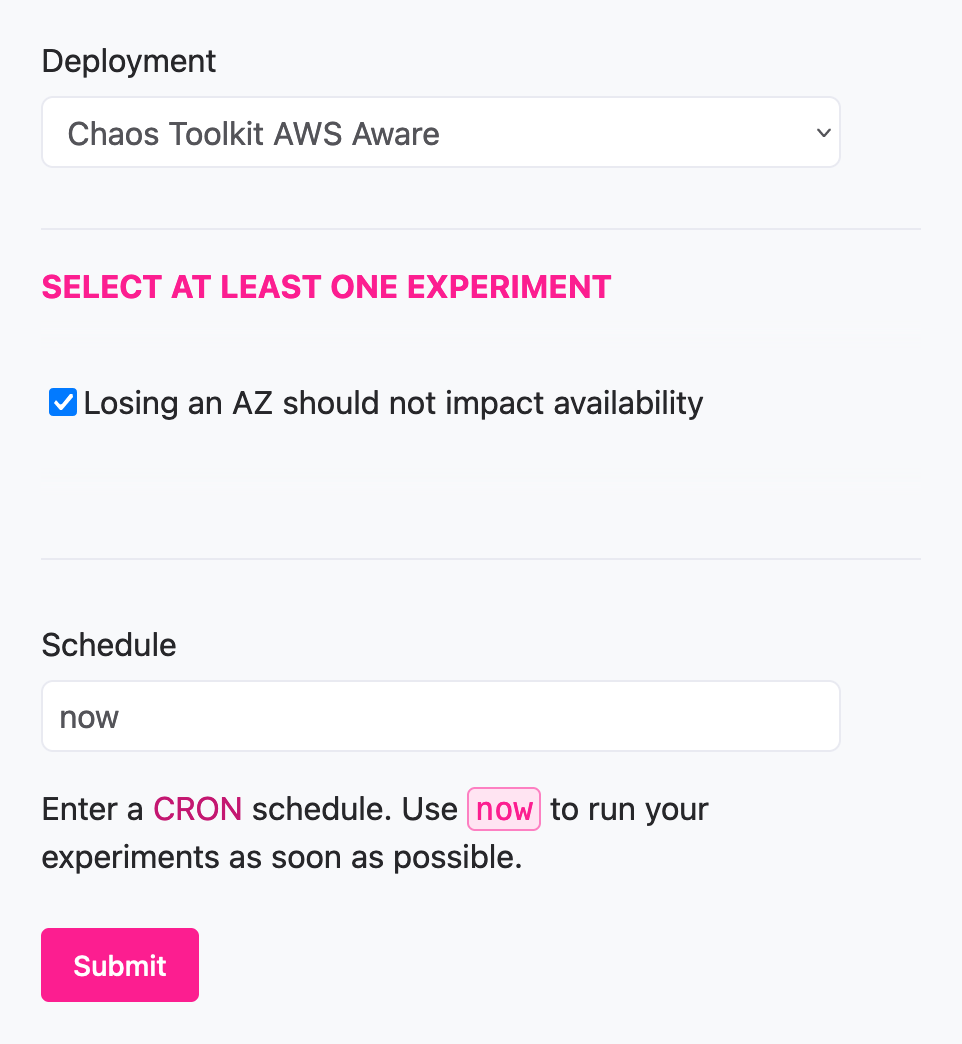 Deployment
Chaos Toolkit AWS Aware
SELECT AT LEAST ONE EXPERIMENT
Losing an AZ should not impact availability
Schedule
now
Enter a CRON schedule. Use now to run your
experiments as soon as possible.
Submit